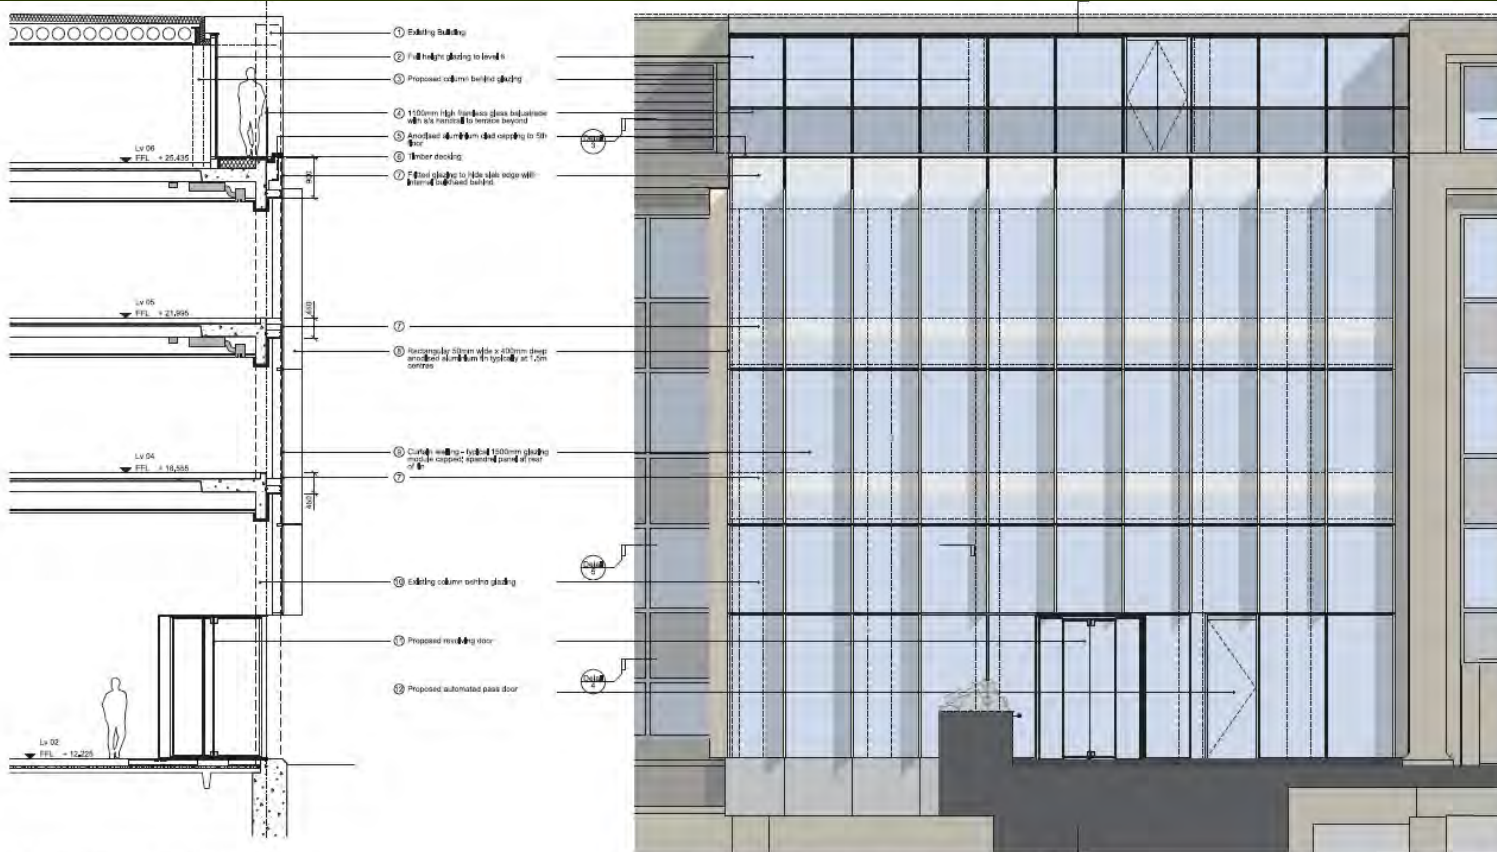 1 Existing Building
2 Full height glazing to level 6
3 Proposed column behind glazing
4 1100mm high frameless glass balustrade
with s/s handrail to terrace beyond
5 Anodised aluminium clad capping to 5th
floor
6 Timber decking
7 Fritted glazing to hide slab edge with
internal bulkhead behind.
7
8 Rectangular 50mm wide x 400mm deep
anodised aluminium fin typically at 1.5m
centres
9 Curtain walling - typical 1500mm glazing
module capped; spandrel panel at rear
of fin
7
10 Existing column behind glazing
11 Proposed revolving door
12 Proposed automated pass door
Lv 06
FFL + 25,435
900
Lv 05
FFL + 21,995
450
Lv 04
FFL + 18,555
450
Lv 02
FFL + 12,225
Detail
Detail
Detail
4